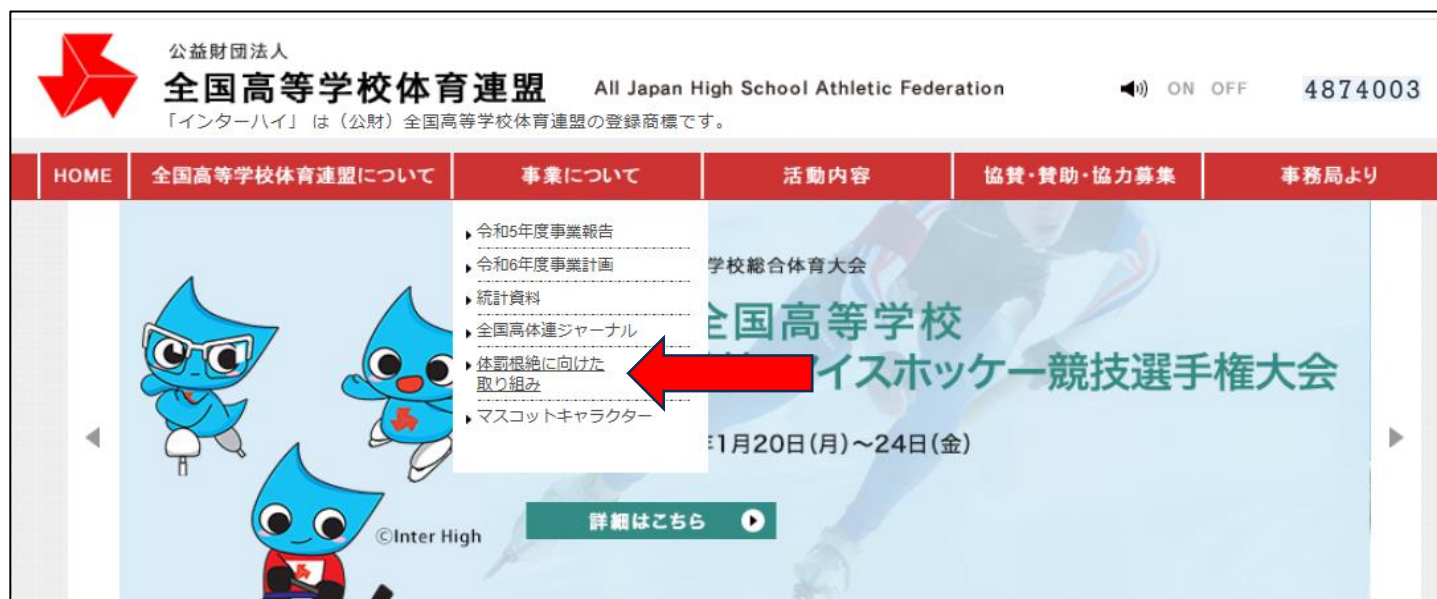 公益財団法人
全国高等学校体育連盟 All Japan High School Athletic Federation ON OFF 4874003
「インターハイ」は（公財）全国高等学校体育連盟の登録商標です。
HOME 全国高等学校体育連盟について 事業について 活動内容 協賛・賛助・協力募集 事務局より
令和5年度事業報告
令和6年度事業計画
統計資料
全国高体連ジャーナル
体罰根絶に向けた
取り組み
マスコットキャラクター
学校総合体育大会
全国高等学校
アイスホッケー競技選手権大会
1月20日(月)～24日(金)
詳細はこちら
©Inter High